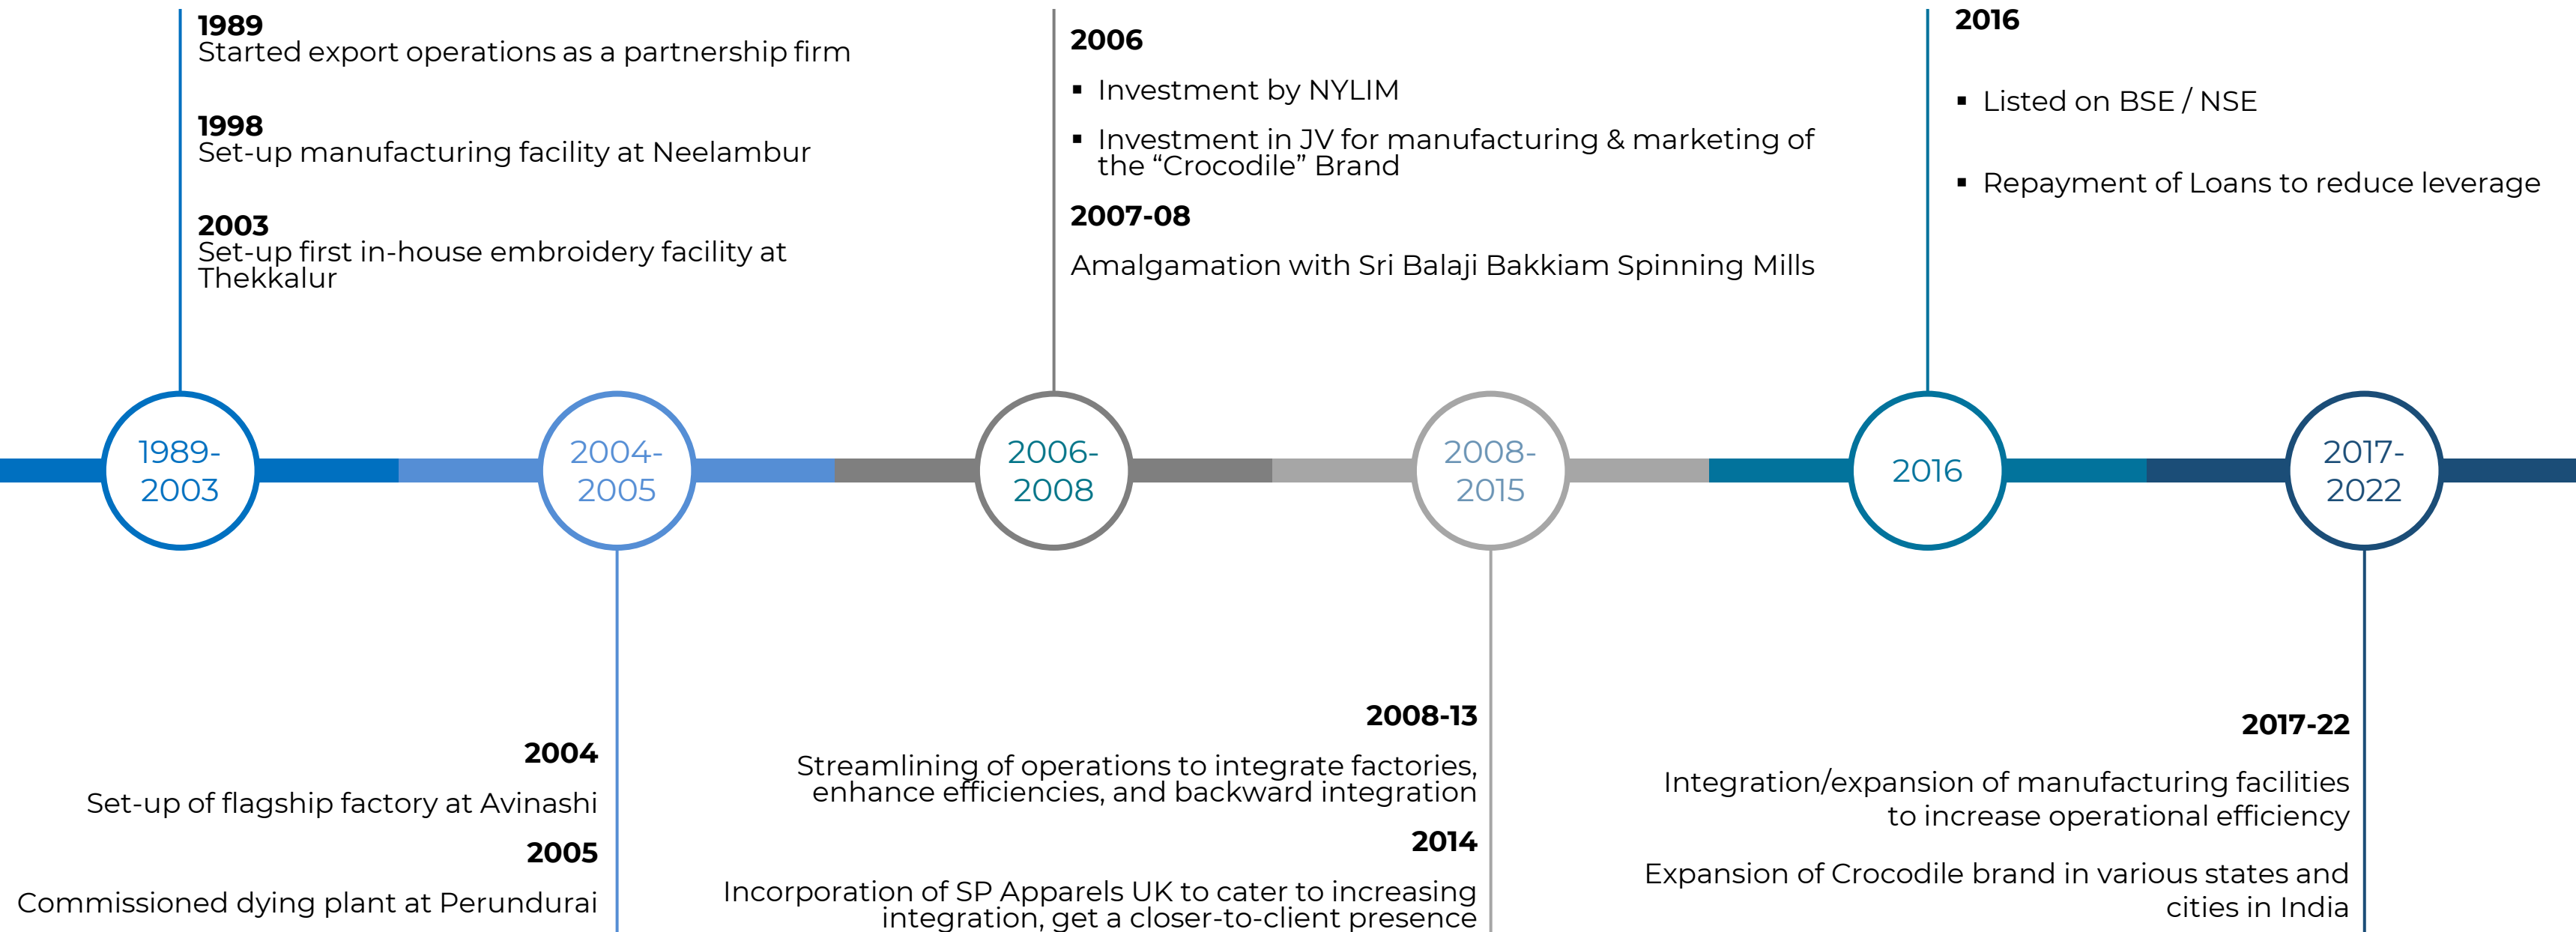 1989
Started export operations as a partnership firm
1998
Set-up manufacturing facility at Neelambur
2003
Set-up first in-house embroidery facility at
Thekkalur
2006
▪ Investment by NYLIM
▪ Investment in JV for manufacturing & marketing of
the “Crocodile” Brand
2007-08
Amalgamation with Sri Balaji Bakkiam Spinning Mills
2016
▪ Listed on BSE / NSE
▪ Repayment of Loans to reduce leverage
1989-
2003
2004-
2005
2006-
2008
2008-
2015
2016
2017-
2022
2004
Set-up of flagship factory at Avinashi
2005
Commissioned dying plant at Perundurai
2008-13
Streamlining of operations to integrate factories,
enhance efficiencies, and backward integration
2014
Incorporation of SP Apparels UK to cater to increasing
integration, get a closer-to-client presence
2017-22
Integration/expansion of manufacturing facilities
to increase operational efficiency
Expansion of Crocodile brand in various states and
cities in India